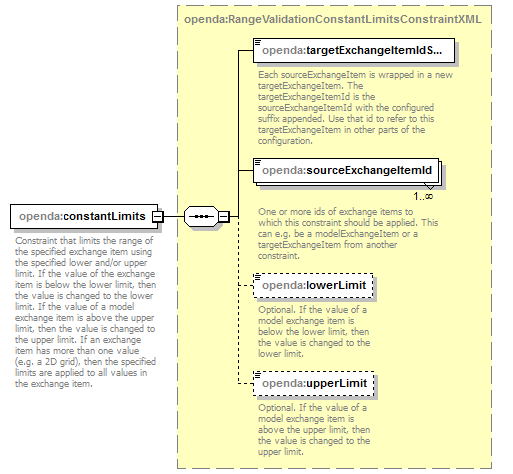 openda:RangeValidationConstantLimitsConstraintXML
openda:targetExchangeItemIdS...
Each sourceExchangeItem is wrapped in a new
targetExchangeItem. The
targetExchangeItemId is the
sourceExchangeItemId with the configured
suffix appended. Use that id to refer to this
targetExchangeItem in other parts of the
configuration.
openda:sourceExchangeItemId
1..∞
One or more ids of exchange items to
which this constraint should be applied. This
can e.g. be a modelExchangeItem or a
targetExchangeItem from another
constraint.
openda:constantLimits
Constraint that limits the range of
the specified exchange item using
the specified lower and/or upper
limit. If the value of the exchange
item is below the lower limit, then
the value is changed to the lower
limit. If the value of a model
exchange item is above the upper
limit, then the value is changed to
the upper limit. If an exchange
item has more than one value
(e.g. a 2D grid), then the specified
limits are applied to all values in
the exchange item.
openda:lowerLimit
Optional. If the value of a
model exchange item is
below the lower limit, then
the value is changed to the
lower limit.
openda:upperLimit
Optional. If the value of a
model exchange item is
above the upper limit, then
the value is changed to the
upper limit.